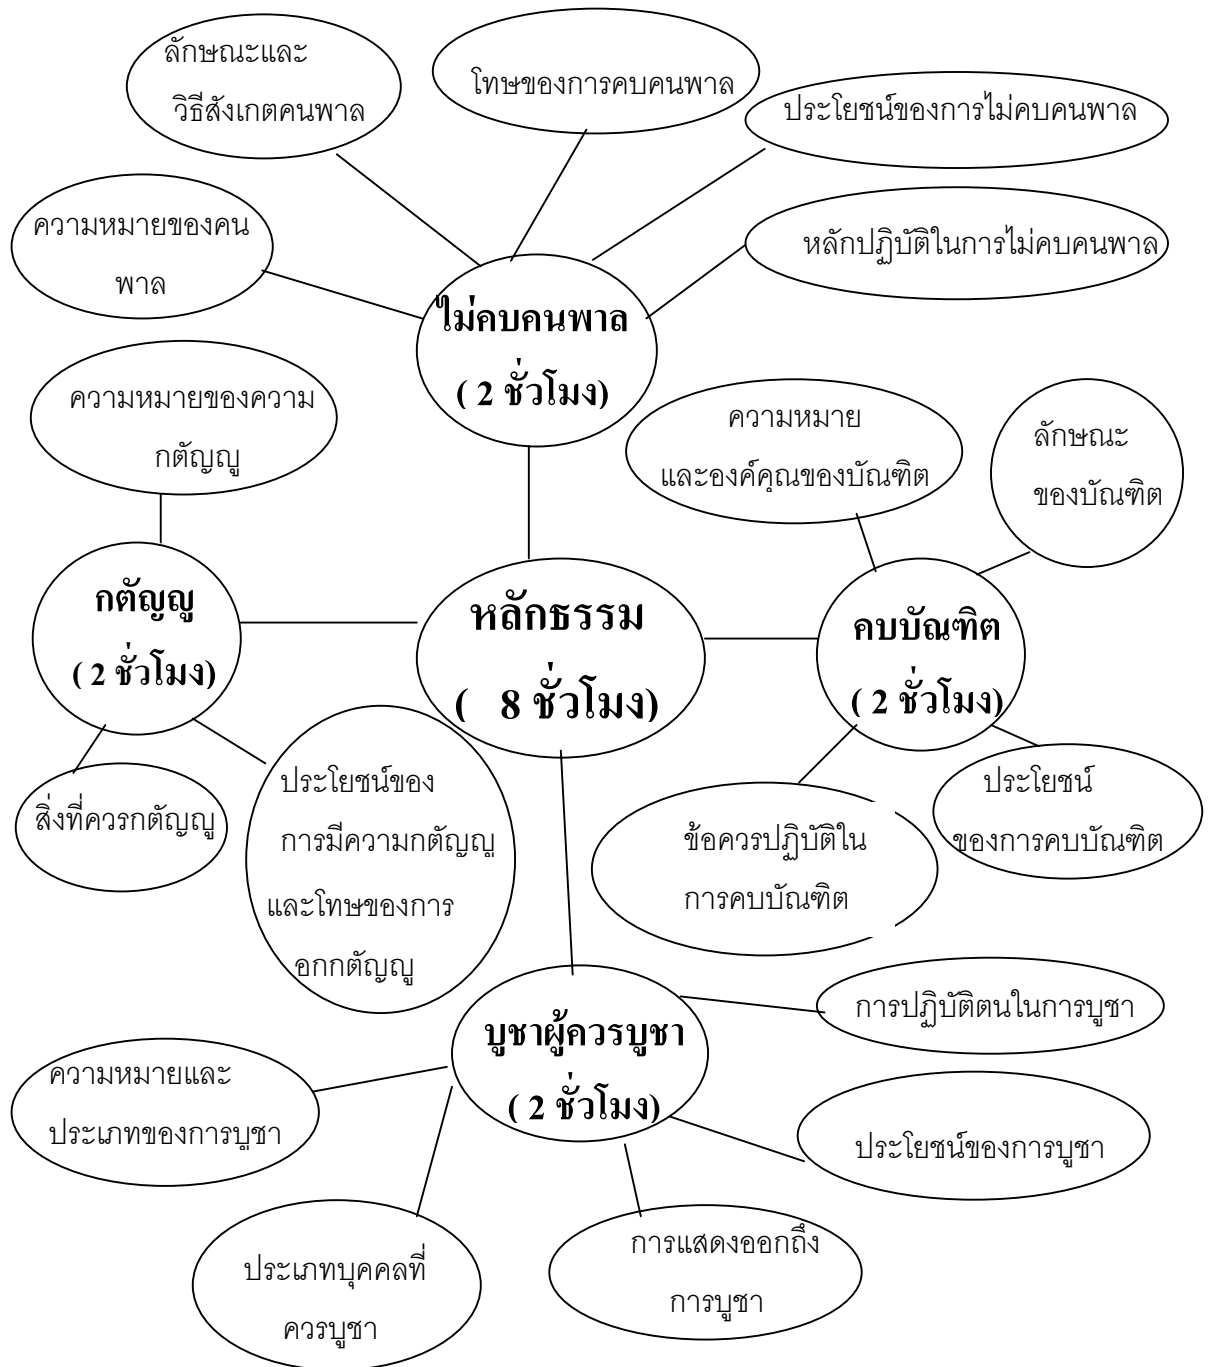 ลักษณะและ
วิธีสังเกตคนพาล
โทษของการคบคนพาล
ประโยชน์ของการไม่คบคนพาล
ความหมายของคน
พาล
หลักปฏิบัติในการไม่คบคนพาล
ไม่คบคนพาล
( 2 ชั่วโมง)
ความหมายของความ
กตัญญู
ความหมาย
และองค์คุณของบัณฑิต
ลักษณะ
ของบัณฑิต
กตัญญู
( 2 ชั่วโมง)
หลักธรรม
( 8 ชั่วโมง)
คบบัณฑิต
( 2 ชั่วโมง)
สิ่งที่ควรกตัญญู
ประโยชน์ของ
การมีความกตัญญู
และโทษของการ
อกกตัญญู
ข้อควรปฏิบัติใน
การคบบัณฑิต
ประโยชน์
ของการคบบัณฑิต
บูชาผู้ควรบูชา
( 2 ชั่วโมง)
การปฏิบัติตนในการบูชา
ความหมายและ
ประเภทของการบูชา
ประโยชน์ของการบูชา
ประเภทบุคคลที่
ควรบูชา
การแสดงออกถึง
การบูชา